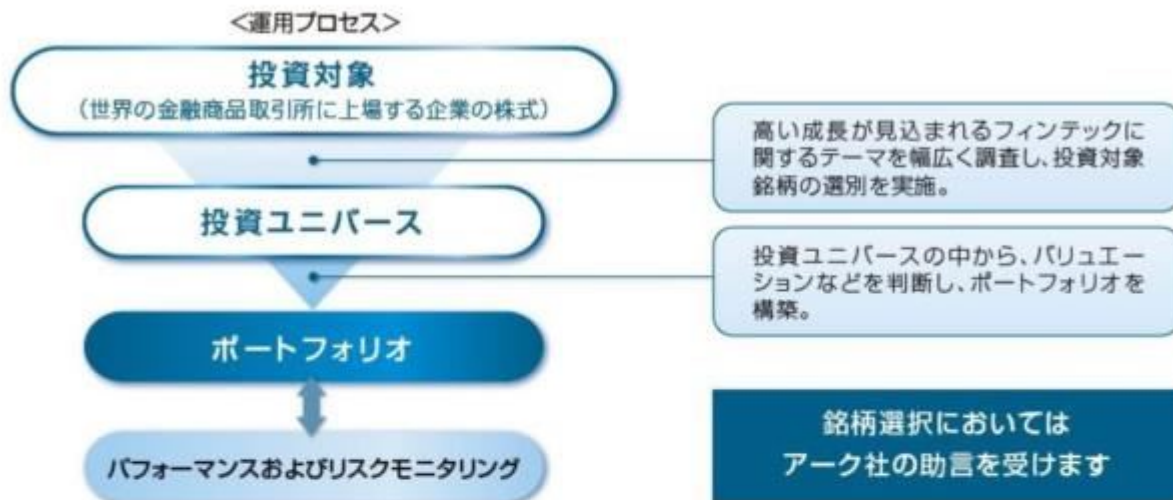 ＜運用プロセス＞
投資対象
（世界の金融商品取引所に上場する企業の株式）
高い成長が見込まれるフィンテックに
関するテーマを幅広く調査し、投資対象
銘柄の選別を実施。
投資ユニバース
投資ユニバースの中から、バリュエー
ションなどを判断し、ポートフォリオを
構築。
ポートフォリオ
パフォーマンスおよびリスクモニタリング
銘柄選択においては
アーク社の助言を受けます